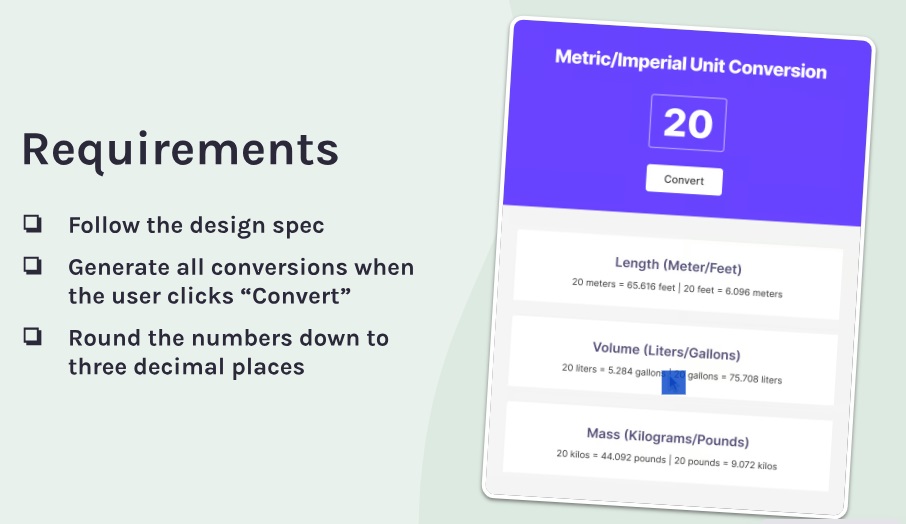 Requirements
Follow the design spec
Generate all conversions when
the user clicks “Convert”
Round the numbers down to
three decimal places
Metric/Imperial Unit Conversion
20
Convert
Length (Meter/Feet)
20 meters = 65.616 feet | 20 feet = 6.096 meters
Volume (Liters/Gallons)
20 liters = 5.284 gallons | 20 gallons = 75.708 liters
Mass (Kilograms/Pounds)
20 kilos = 44.092 pounds | 20 pounds = 9.072 kilos